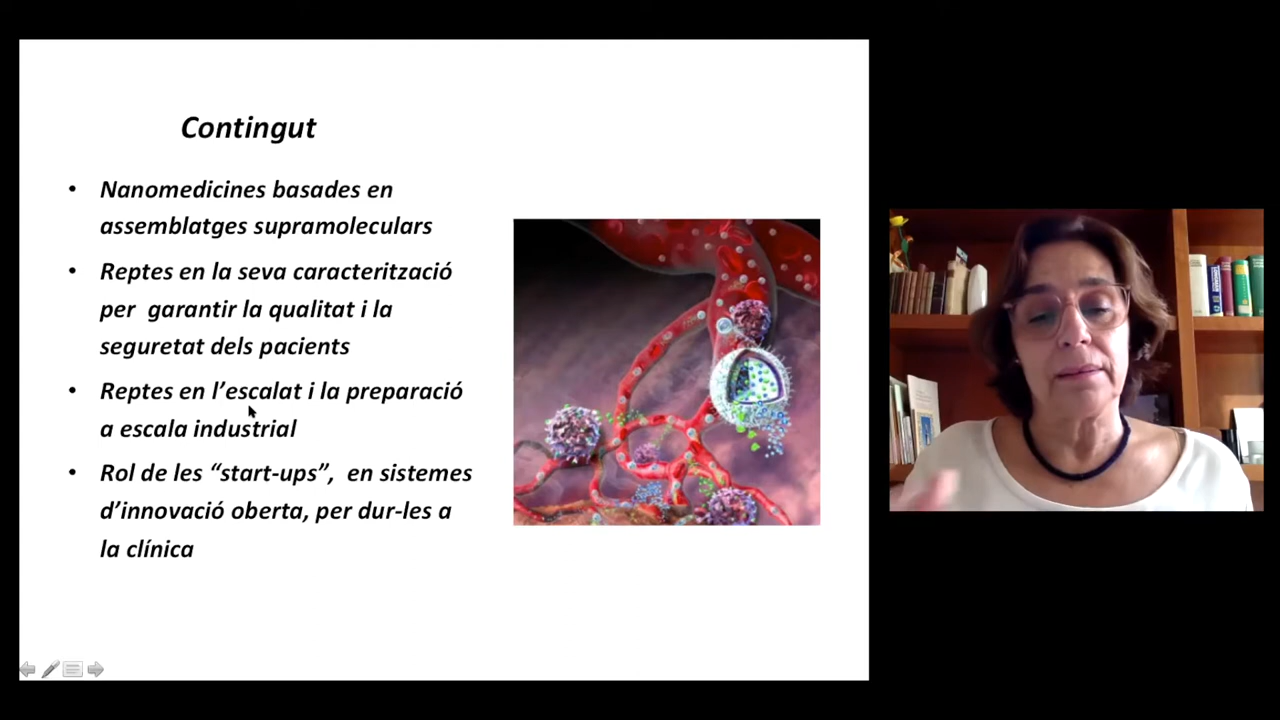 Contingut
• Nanomedicines basades en
assemblatges supramoleculars
• Reptes en la seva caracterització
per garantir la qualitat i la
seguretat dels pacients
• Reptes en l’escalat i la preparació
a escala industrial
• Rol de les “start-ups”, en sistemes
d’innovació oberta, per dur-les a
la clínica